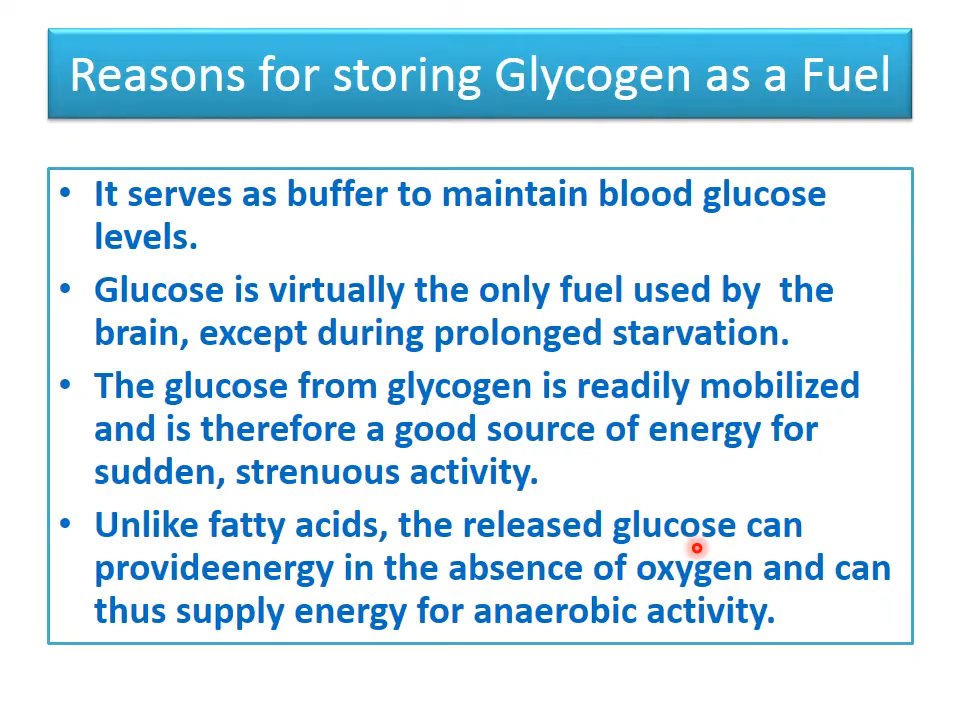 Reasons for storing Glycogen as a Fuel
• It serves as buffer to maintain blood glucose
levels.
• Glucose is virtually the only fuel used by  the
brain, except during prolonged starvation.
• The glucose from glycogen is readily mobilized
and is therefore a good source of energy for
sudden, strenuous activity.
• Unlike fatty acids, the released glucose can
provideenergy in the absence of oxygen and can
thus supply energy for anaerobic activity.